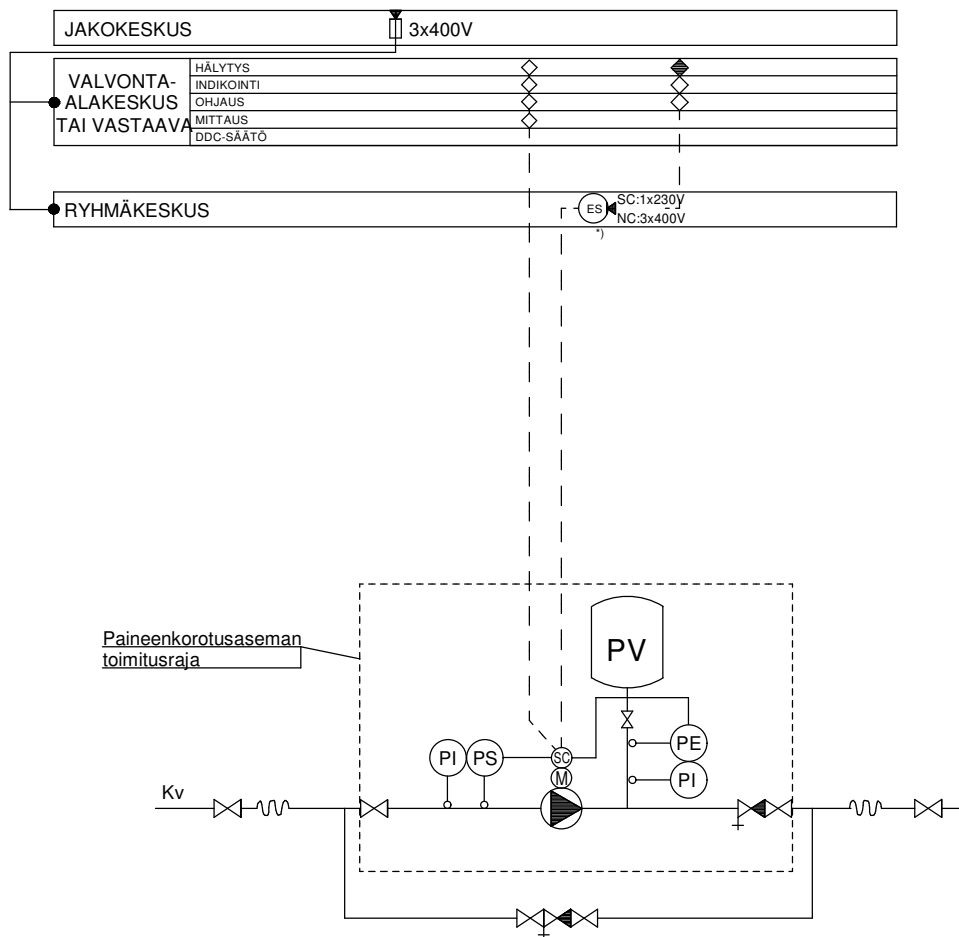 JAKOKESKUS
3x400V
VALVONTA-
ALAKESKUS
TAI VASTAAVA
HÄLYTYS
INDIKOINTI
OHJAUS
MITTAUS
DDC-SÄÄTÖ
RYHMÄKESKUS
ES
SC:1x230V
NC:3x400V
*)
Paineenkorotusaseman
toimitusraja
PV
PI
PS
SC
M
PE
PI
Kv